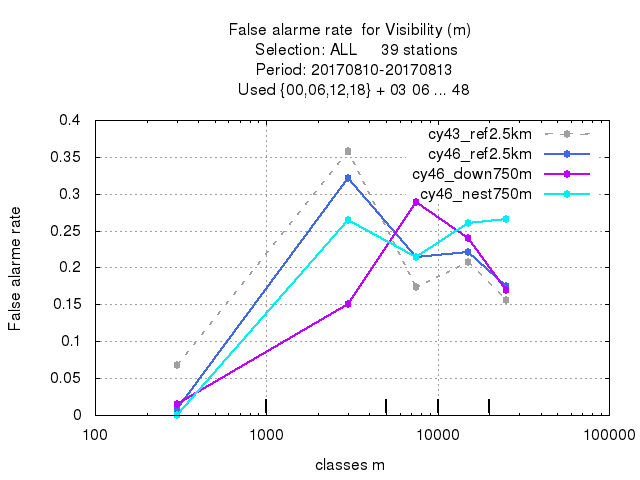 False alarme rate  for Visibility (m)
Selection: ALL     39 stations
Period: 20170810-20170813
Used {00,06,12,18} + 03 06 ... 48
cy43_ref2.5km
cy46_ref2.5km
cy46_down750m
cy46_nest750m
False alarme rate
0.4
0.35
0.3
0.25
0.2
0.15
0.1
0.05
0
100
1000
10000
100000
classes m